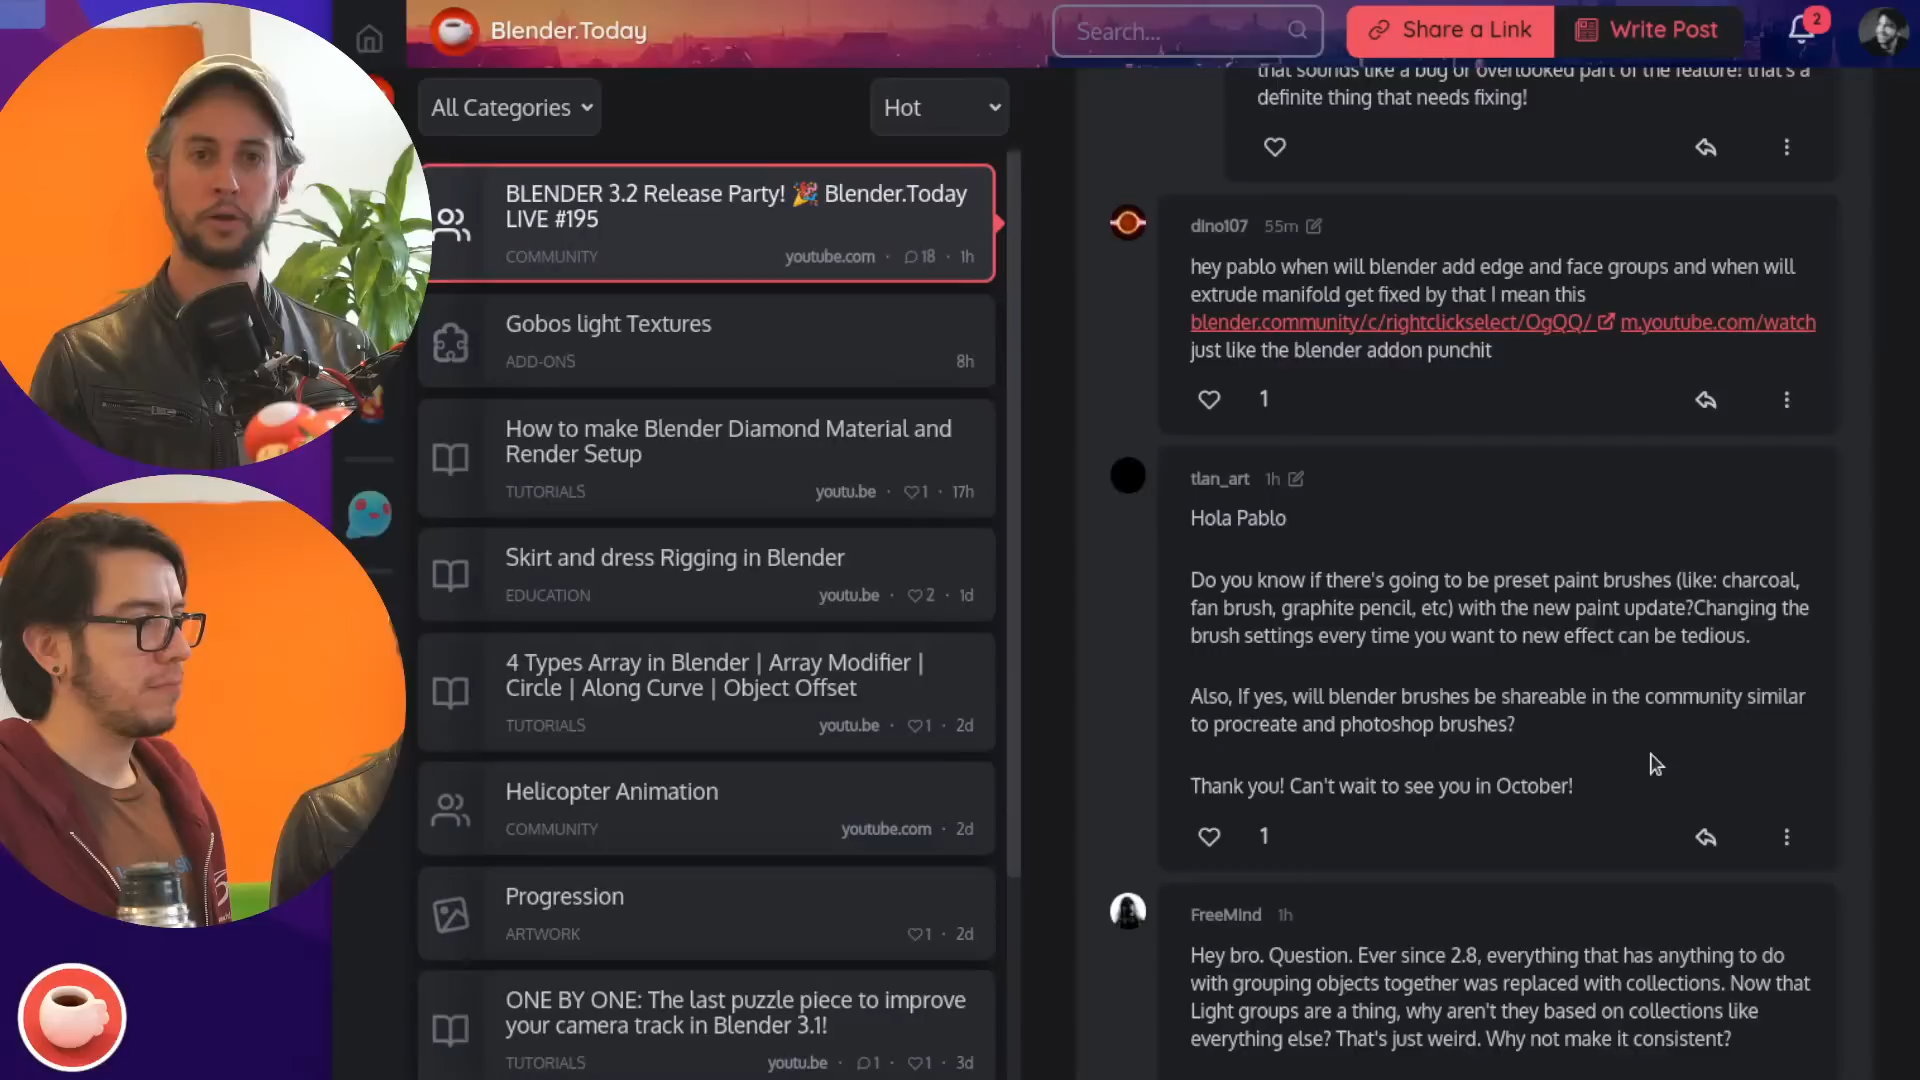 Blender.Today
Search...
Share a Link
Write Post
2
All Categories
Hot
BLENDER 3.2 Release Party! 🎉 Blender.Today
LIVE #195
COMMUNITY
youtube.com · 18 · 1h
Gobos light Textures
ADD-ONS
8h
How to make Blender Diamond Material and
Render Setup
TUTORIALS
youtu.be · 1 · 17h
Skirt and dress Rigging in Blender
EDUCATION
youtu.be · 2 · 1d
4 Types Array in Blender | Array Modifier |
Circle | Along Curve | Object Offset
TUTORIALS
youtu.be · 1 · 2d
Helicopter Animation
COMMUNITY
youtube.com · 2d
Progression
ARTWORK
1 · 2d
ONE BY ONE: The last puzzle piece to improve
your camera track in Blender 3.1!
TUTORIALS
youtu.be · 1 · 1 · 3d
that sounds like a bug or overlooked part of the feature! that's a
definite thing that needs fixing!
dino107 55m
hey pablo when will blender add edge and face groups and when will
extrude manifold get fixed by that I mean this
blender.community/c/rightclickselect/OgQQ/ m.youtube.com/watch
just like the blender addon punchit
1
tlan_art 1h
Hola Pablo
Do you know if there's going to be preset paint brushes (like: charcoal,
fan brush, graphite pencil, etc) with the new paint update?Changing the
brush settings every time you want to new effect can be tedious.
Also, If yes, will blender brushes be shareable in the community similar
to procreate and photoshop brushes?
Thank you! Can't wait to see you in October!
1
FreeMind 1h
Hey bro. Question. Ever since 2.8, everything that has anything to do
with grouping objects together was replaced with collections. Now that
Light groups are a thing, why aren't they based on collections like
everything else? That's just weird. Why not make it consistent?